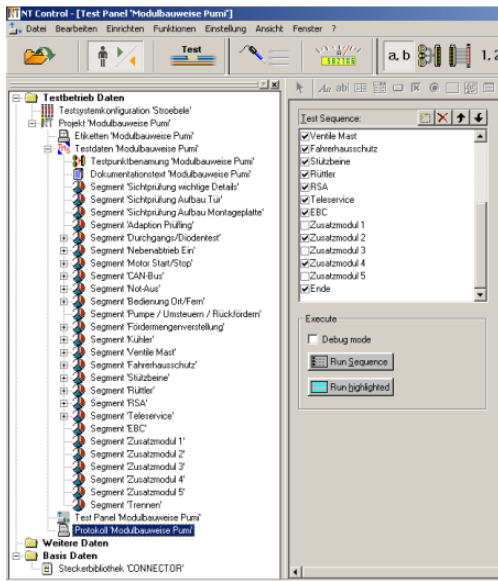 NT Control - [Test Panel 'Modulbauweise Pumi']
Datei Bearbeiten Einrichten Funktionen Einstellung Ansicht Fenster ?
Test
a, b
1, 2
Testbetrieb Daten
Testsystemkonfiguration 'Stroebele'
Projekt 'Modulbauweise Pumi'
Etiketten 'Modulbauweise Pumi'
Testdaten 'Modulbauweise Pumi'
Testpunktbenamung 'Modulbauweise Pumi'
Dokumentationstext 'Modulbauweise Pumi'
Segment 'Sichtprüfung wichtige Details'
Segment 'Sichtprüfung Aufbau Tür'
Segment 'Sichtprüfung Aufbau Montageplatte'
Segment 'Adaption Prüfling'
Segment 'Durchgangs/Diodentest'
Segment 'Nebenabtrieb Ein'
Segment 'Motor Start/Stop'
Segment 'CAN-Bus'
Segment 'Not-Aus'
Segment 'Bedienung Ort/Fern'
Segment 'Pumpe / Umsteuern / Rückfördern'
Segment 'Fördermengenverstellung'
Segment 'Kühler'
Segment 'Ventile Mast'
Segment 'Fahrerhausschutz'
Segment 'Stützbeine'
Segment 'Rüttler'
Segment 'RSA'
Segment 'Teleservice'
Segment 'EBC'
Segment 'Zusatzmodul 1'
Segment 'Zusatzmodul 2'
Segment 'Zusatzmodul 3'
Segment 'Zusatzmodul 4'
Segment 'Zusatzmodul 5'
Segment 'Trennen'
Test Panel 'Modulbauweise Pumi'
Protokoll 'Modulbauweise Pumi'
Weitere Daten
Basis Daten
Steckerbibliothek 'CONNECTOR'
Aa abl
Test Sequence:
Ventile Mast
Fahrerhausschutz
Stützbeine
Rüttler
RSA
Teleservice
EBC
Zusatzmodul 1
Zusatzmodul 2
Zusatzmodul 3
Zusatzmodul 4
Zusatzmodul 5
Ende
Execute
Debug mode
Run Sequence
Run highlighted